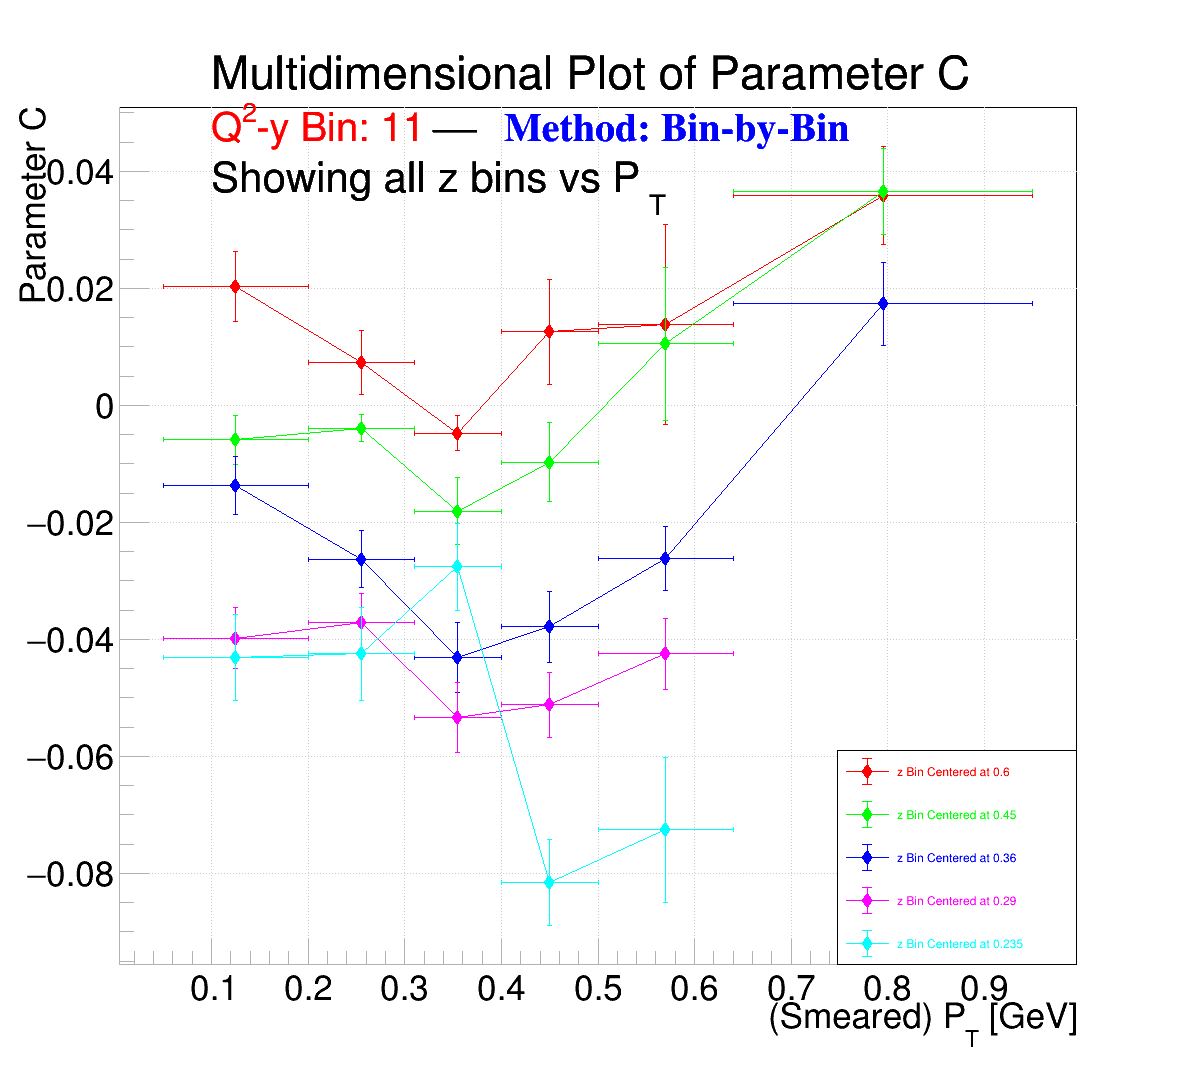 Multidimensional Plot of Parameter C
Q²-y Bin: 11 — Method: Bin-by-Bin
Showing all z bins vs P_T
Parameter C
0.04
0.02
0
−0.02
−0.04
−0.06
−0.08
z Bin Centered at 0.6
z Bin Centered at 0.45
z Bin Centered at 0.36
z Bin Centered at 0.29
z Bin Centered at 0.235
0.1 0.2 0.3 0.4 0.5 0.6 0.7 0.8 0.9
(Smeared) P_T [GeV]